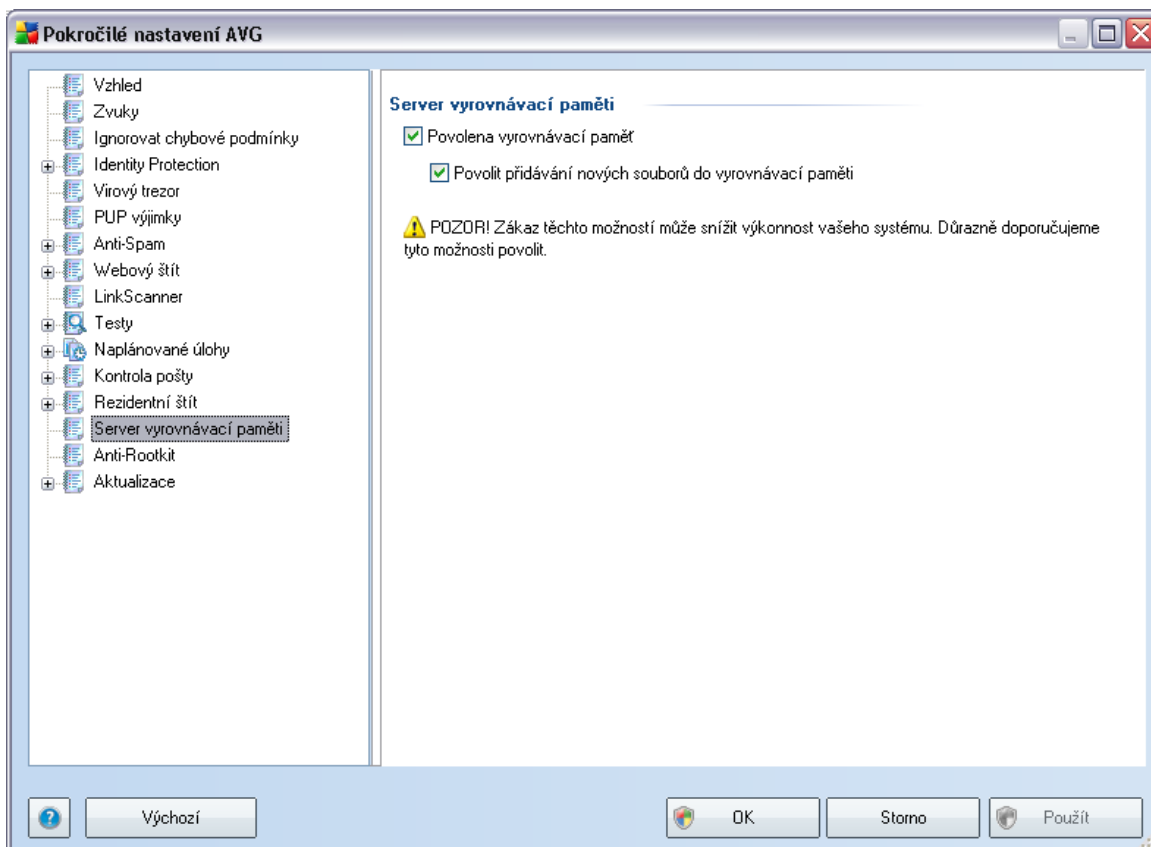 Pokročilé nastavení AVG
Vzhled
Zvuky
Ignorovat chybové podmínky
Identity Protection
Virový trezor
PUP výjimky
Anti-Spam
Webový štít
LinkScanner
Testy
Naplánované úlohy
Kontrola pošty
Rezidentní štít
Server vyrovnávací paměti
Anti-Rootkit
Aktualizace
Server vyrovnávací paměti
Povolena vyrovnávací paměť
Povolit přidávání nových souborů do vyrovnávací paměti
POZOR! Zákaz těchto možností může snížit výkonnost vašeho systému. Důrazně doporučujeme
tyto možnosti povolit.
Výchozí
OK
Storno
Použít